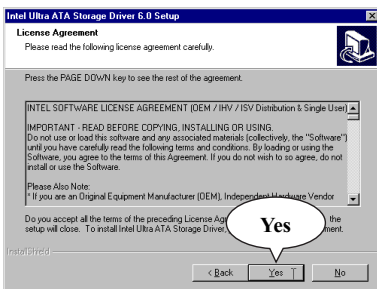 Intel Ultra ATA Storage Driver 6.0 Setup
License Agreement
Please read the following license agreement carefully.
Press the PAGE DOWN key to see the rest of the agreement.
INTEL SOFTWARE LICENSE AGREEMENT (OEM / IHV / ISV Distribution & Single User)
IMPORTANT - READ BEFORE COPYING, INSTALLING OR USING.
Do not use or load this software and any associated materials (collectively, the "Software")
until you have carefully read the following terms and conditions. By loading or using the
Software, you agree to the terms of this Agreement. If you do not wish to so agree, do not
install or use the Software.
Please Also Note:
* If you are an Original Equipment Manufacturer (OEM), Independent Hardware Vendor
Do you accept all the terms of the preceding License the
setup will close. To install Intel Ultra ATA Storage Driver,
Yes
InstallShield
< Back Yes No